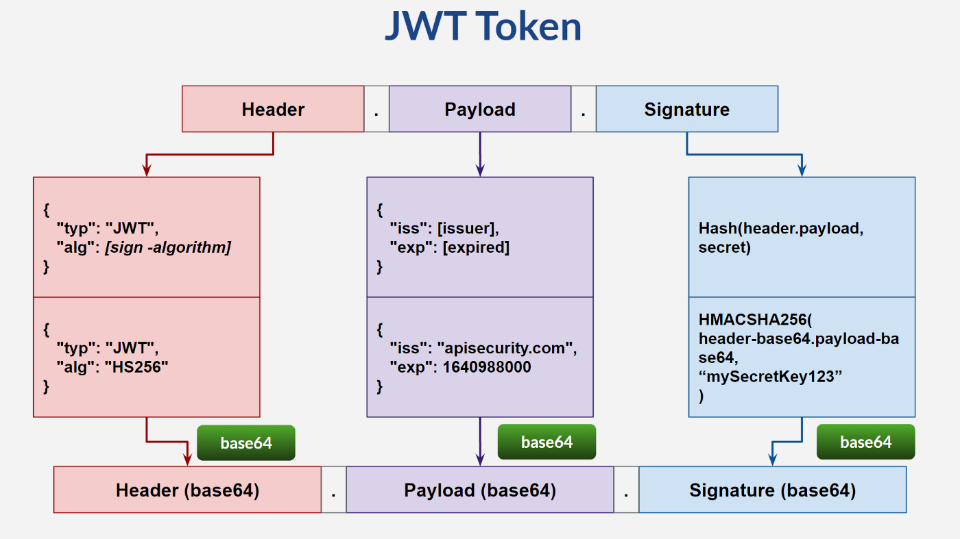 JWT Token
Header . Payload . Signature
{
"typ": "JWT",
"alg": [sign -algorithm]
}
{
"iss": [issuer],
"exp": [expired]
}
Hash(header.payload,
secret)
{
"typ": "JWT",
"alg": "HS256"
}
{
"iss": "apisecurity.com",
"exp": 1640988000
}
HMACSHA256(
header-base64.payload-ba
se64,
“mySecretKey123”
)
base64
base64
base64
Header (base64) . Payload (base64) . Signature (base64)